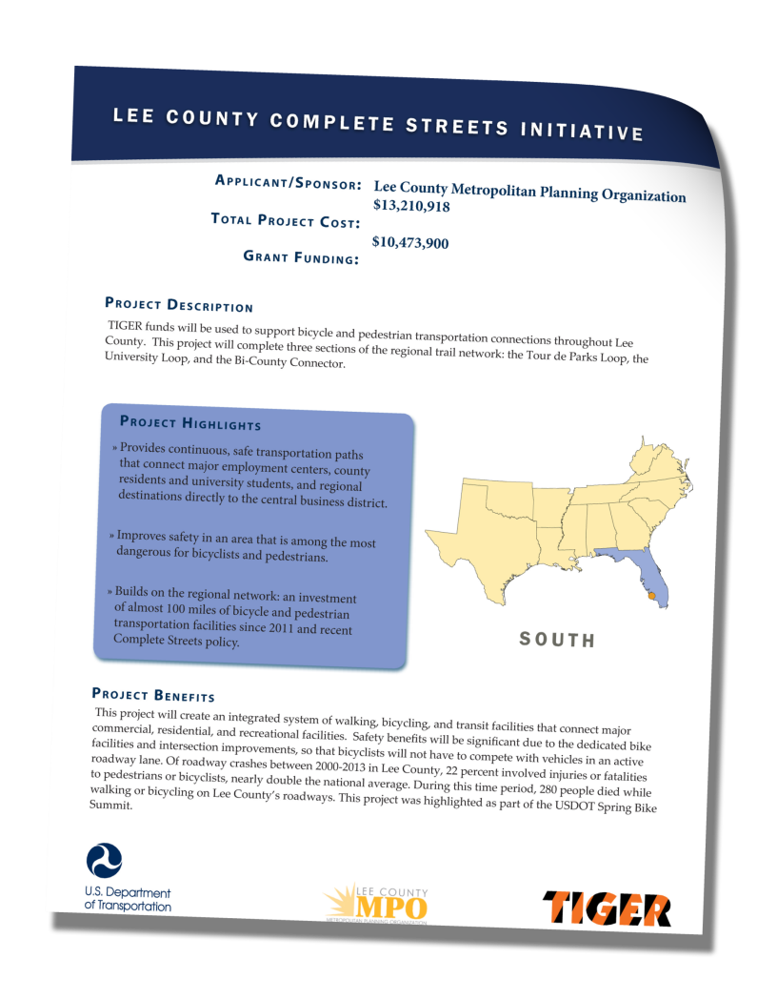 LEE COUNTY COMPLETE STREETS INITIATIVE
APPLICANT/SPONSOR: Lee County Metropolitan Planning Organization
$13,210,918
TOTAL PROJECT COST:
$10,473,900
GRANT FUNDING:
PROJECT DESCRIPTION
TIGER funds will be used to support bicycle and pedestrian transportation connections throughout Lee
County. This project will complete three sections of the regional trail network: the Tour de Parks Loop, the
University Loop, and the Bi-County Connector.
PROJECT HIGHLIGHTS
» Provides continuous, safe transportation paths
that connect major employment centers, county
residents and university students, and regional
destinations directly to the central business district.
» Improves safety in an area that is among the most
dangerous for bicyclists and pedestrians.
» Builds on the regional network: an investment
of almost 100 miles of bicycle and pedestrian
transportation facilities since 2011 and recent
Complete Streets policy.
SOUTH
PROJECT BENEFITS
This project will create an integrated system of walking, bicycling, and transit facilities that connect major
commercial, residential, and recreational facilities. Safety benefits will be significant due to the dedicated bike
facilities and intersection improvements, so that bicyclists will not have to compete with vehicles in an active
roadway lane. Of roadway crashes between 2000-2013 in Lee County, 22 percent involved injuries or fatalities
to pedestrians or bicyclists, nearly double the national average. During this time period, 280 people died while
walking or bicycling on Lee County's roadways. This project was highlighted as part of the USDOT Spring Bike
Summit.
U.S. Department
of Transportation
LEE COUNTY
MPO
METROPOLITAN PLANNING ORGANIZATION
TIGER